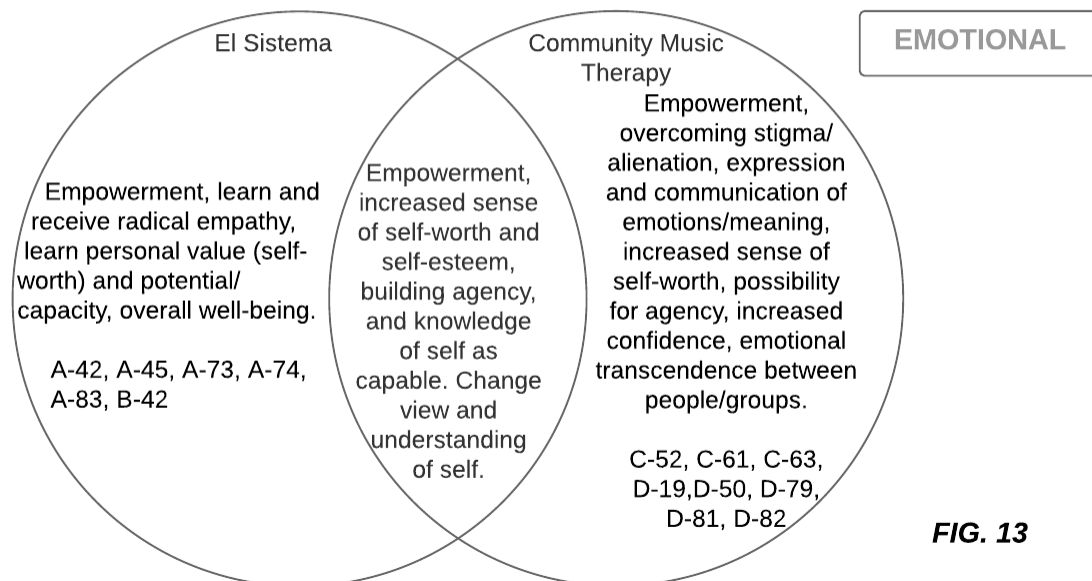 El Sistema
Empowerment, learn and
receive radical empathy,
learn personal value (self-
worth) and potential/
capacity, overall well-being.
A-42, A-45, A-73, A-74,
A-83, B-42
Empowerment,
increased sense
of self-worth and
self-esteem,
building agency,
and knowledge
of self as
capable. Change
view and
understanding
of self.
Community Music
Therapy
Empowerment,
overcoming stigma/
alienation, expression
and communication of
emotions/meaning,
increased sense of
self-worth, possibility
for agency, increased
confidence, emotional
transcendence between
people/groups.
C-52, C-61, C-63,
D-19,D-50, D-79,
D-81, D-82
EMOTIONAL
FIG. 13